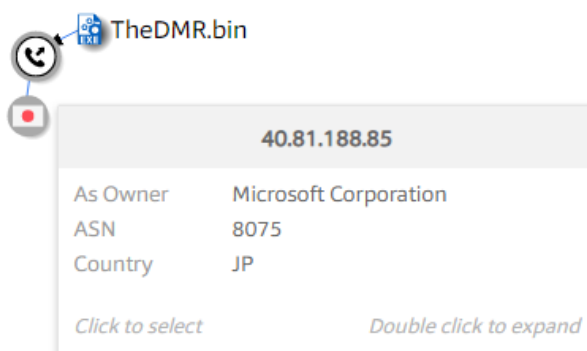 TheDMR.bin
EXE
40.81.188.85
As Owner Microsoft Corporation
ASN 8075
Country JP
Click to select Double click to expand